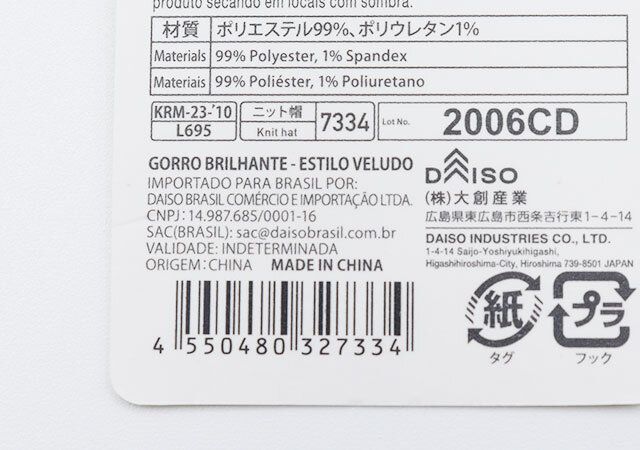 produto secando em locais com sombra.
材質 ポリエステル99%、ポリウレタン1%
Materials 99% Polyester, 1% Spandex
Materiais 99% Poliéster, 1% Poliuretano
KRM-23-'10 ニット帽 7334 Lot No. 2006CD
L695 Knit hat
GORRO BRILHANTE - ESTILO VELUDO
IMPORTADO PARA BRASIL POR:
DAISO BRASIL COMÉRCIO E IMPORTAÇÃO LTDA.
CNPJ: 14.987.685/0001-16
SAC(BRASIL): sac@daisobrasil.com.br
VALIDADE: INDETERMINADA
ORIGEM: CHINA MADE IN CHINA
4 550480 327334
DAISO
(株)大創産業
広島県東広島市西条吉行東1-4-14
DAISO INDUSTRIES CO., LTD.
1-4-14 Saijo-Yoshiyukihigashi,
Higashihiroshima-City, Hiroshima 739-8501 JAPAN
紙 プラ
タグ フック